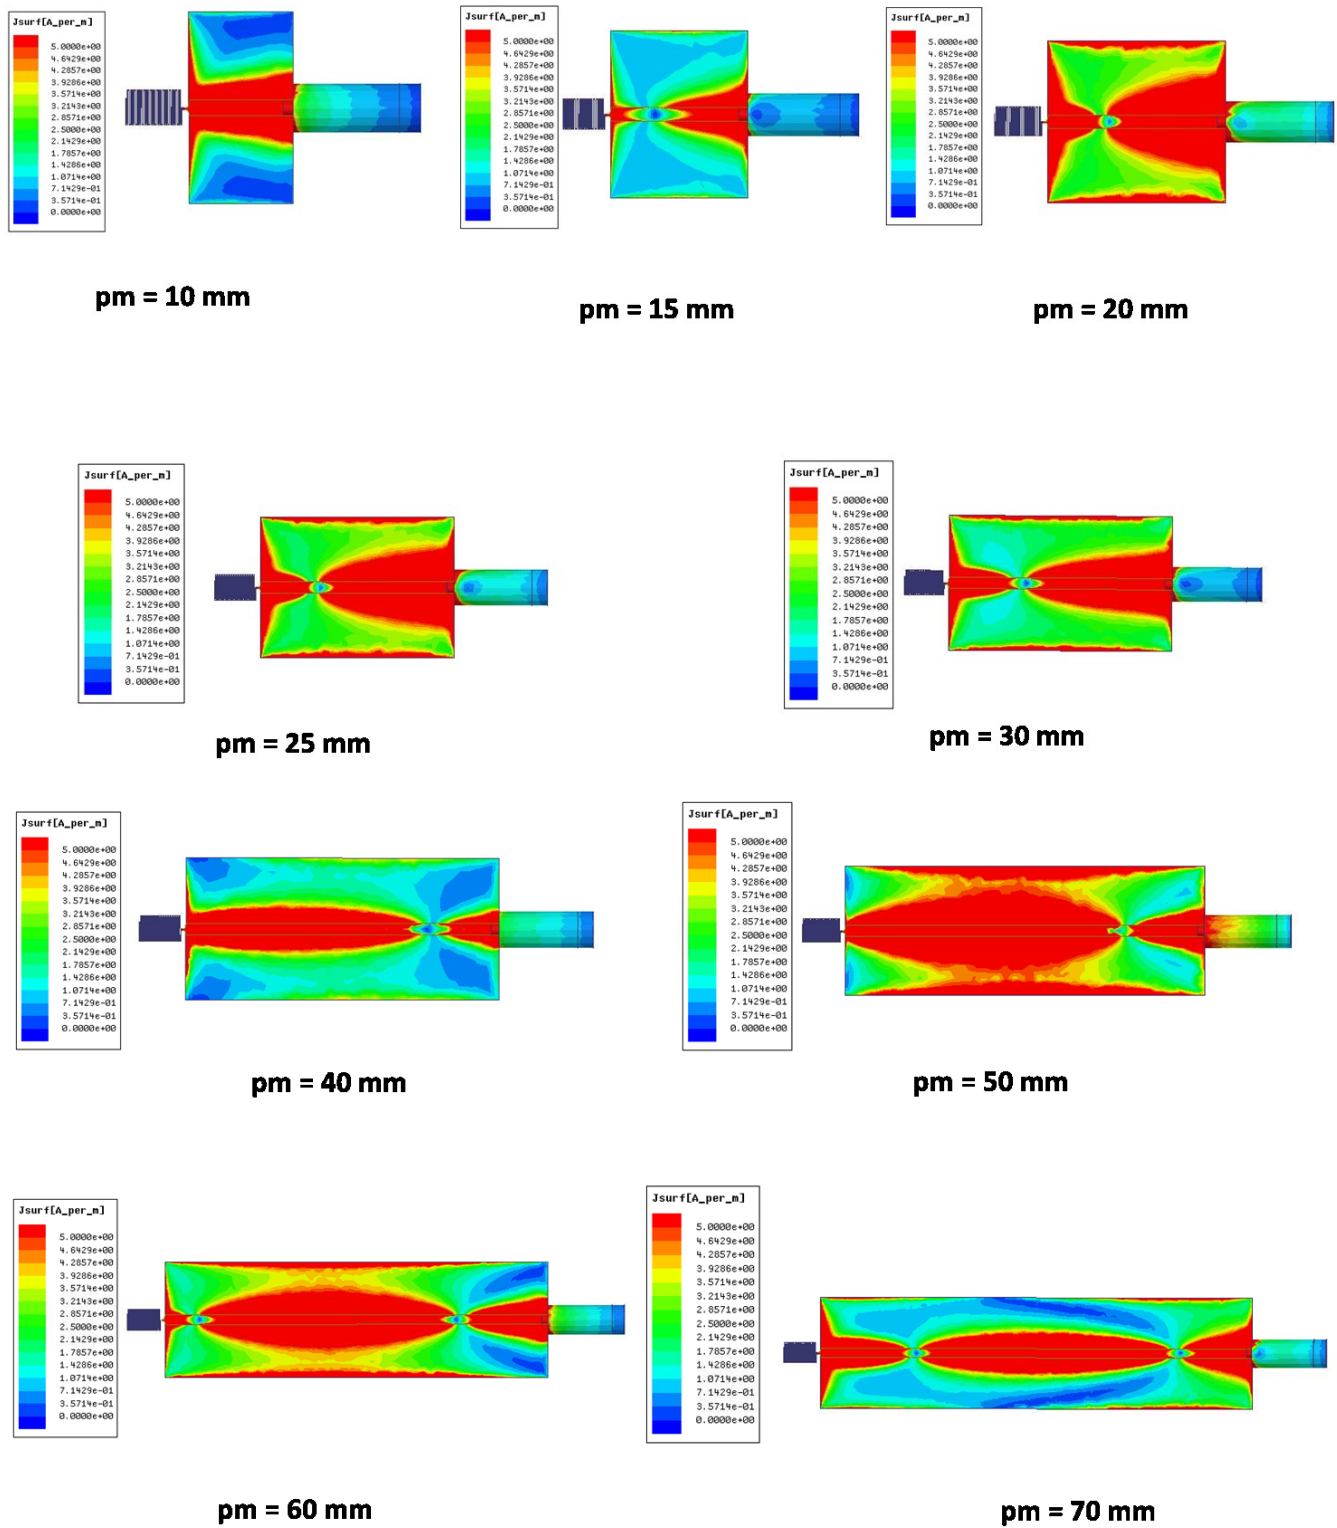 Jsurf[A_per_m]
5.0000e+00
4.6429e+00
4.2857e+00
3.9286e+00
3.5714e+00
3.2143e+00
2.8571e+00
2.5000e+00
2.1429e+00
1.7857e+00
1.4286e+00
1.0714e+00
7.1429e-01
3.5714e-01
0.0000e+00
pm = 10 mm
Jsurf[A_per_m]
5.0000e+00
4.6429e+00
4.2857e+00
3.9286e+00
3.5714e+00
3.2143e+00
2.8571e+00
2.5000e+00
2.1429e+00
1.7857e+00
1.4286e+00
1.0714e+00
7.1429e-01
3.5714e-01
0.0000e+00
pm = 15 mm
Jsurf[A_per_m]
5.0000e+00
4.6429e+00
4.2857e+00
3.9286e+00
3.5714e+00
3.2143e+00
2.8571e+00
2.5000e+00
2.1429e+00
1.7857e+00
1.4286e+00
1.0714e+00
7.1429e-01
3.5714e-01
0.0000e+00
pm = 20 mm
Jsurf[A_per_m]
5.0000e+00
4.6429e+00
4.2857e+00
3.9286e+00
3.5714e+00
3.2143e+00
2.8571e+00
2.5000e+00
2.1429e+00
1.7857e+00
1.4286e+00
1.0714e+00
7.1429e-01
3.5714e-01
0.0000e+00
pm = 25 mm
Jsurf[A_per_m]
5.0000e+00
4.6429e+00
4.2857e+00
3.9286e+00
3.5714e+00
3.2143e+00
2.8571e+00
2.5000e+00
2.1429e+00
1.7857e+00
1.4286e+00
1.0714e+00
7.1429e-01
3.5714e-01
0.0000e+00
pm = 30 mm
Jsurf[A_per_m]
5.0000e+00
4.6429e+00
4.2857e+00
3.9286e+00
3.5714e+00
3.2143e+00
2.8571e+00
2.5000e+00
2.1429e+00
1.7857e+00
1.4286e+00
1.0714e+00
7.1429e-01
3.5714e-01
0.0000e+00
pm = 40 mm
Jsurf[A_per_m]
5.0000e+00
4.6429e+00
4.2857e+00
3.9286e+00
3.5714e+00
3.2143e+00
2.8571e+00
2.5000e+00
2.1429e+00
1.7857e+00
1.4286e+00
1.0714e+00
7.1429e-01
3.5714e-01
0.0000e+00
pm = 50 mm
Jsurf[A_per_m]
5.0000e+00
4.6429e+00
4.2857e+00
3.9286e+00
3.5714e+00
3.2143e+00
2.8571e+00
2.5000e+00
2.1429e+00
1.7857e+00
1.4286e+00
1.0714e+00
7.1429e-01
3.5714e-01
0.0000e+00
pm = 60 mm
Jsurf[A_per_m]
5.0000e+00
4.6429e+00
4.2857e+00
3.9286e+00
3.5714e+00
3.2143e+00
2.8571e+00
2.5000e+00
2.1429e+00
1.7857e+00
1.4286e+00
1.0714e+00
7.1429e-01
3.5714e-01
0.0000e+00
pm = 70 mm